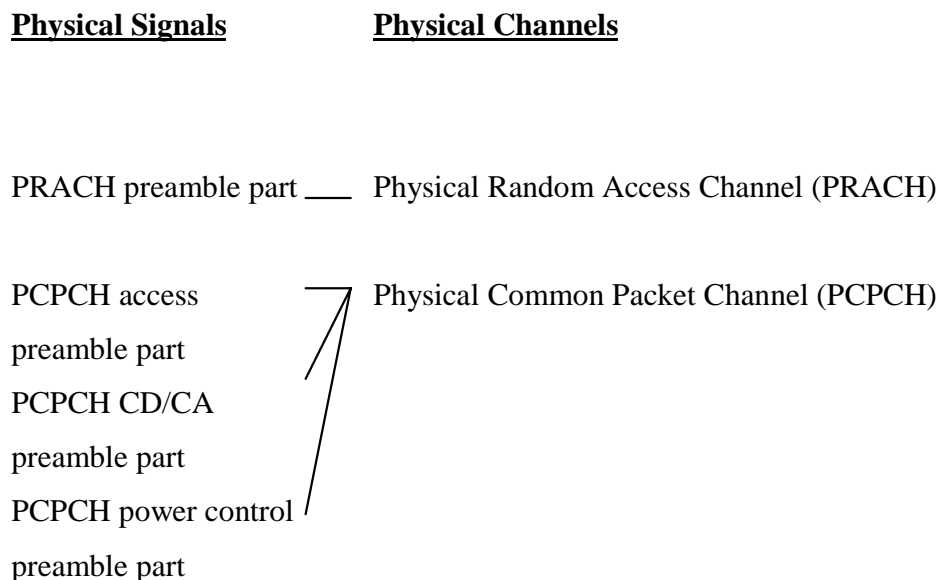 Physical Signals Physical Channels
PRACH preamble part Physical Random Access Channel (PRACH)
PCPCH access Physical Common Packet Channel (PCPCH)
preamble part
PCPCH CD/CA
preamble part
PCPCH power control
preamble part